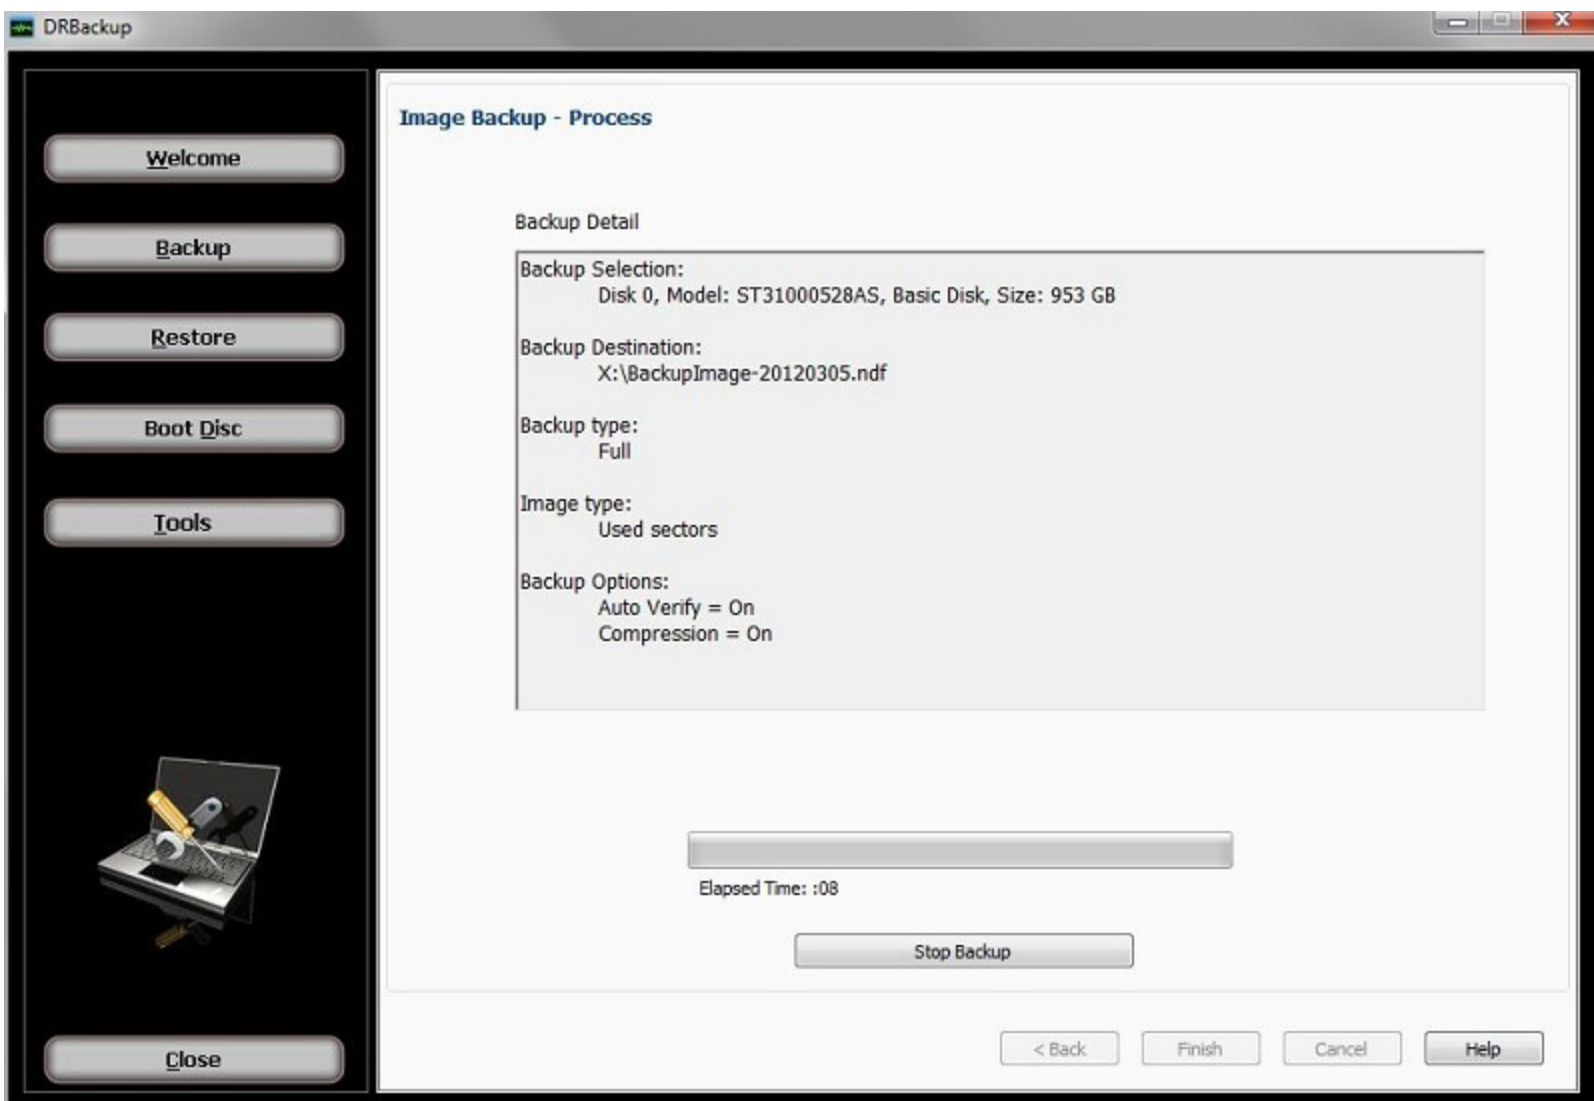 DRBackup
Welcome
Backup
Restore
Boot Disc
Tools
Close
Image Backup - Process
Backup Detail
Backup Selection:
Disk 0, Model: ST31000528AS, Basic Disk, Size: 953 GB
Backup Destination:
X:\BackupImage-20120305.ndf
Backup type:
Full
Image type:
Used sectors
Backup Options:
Auto Verify = On
Compression = On
Elapsed Time: :08
Stop Backup
< Back Finish Cancel Help